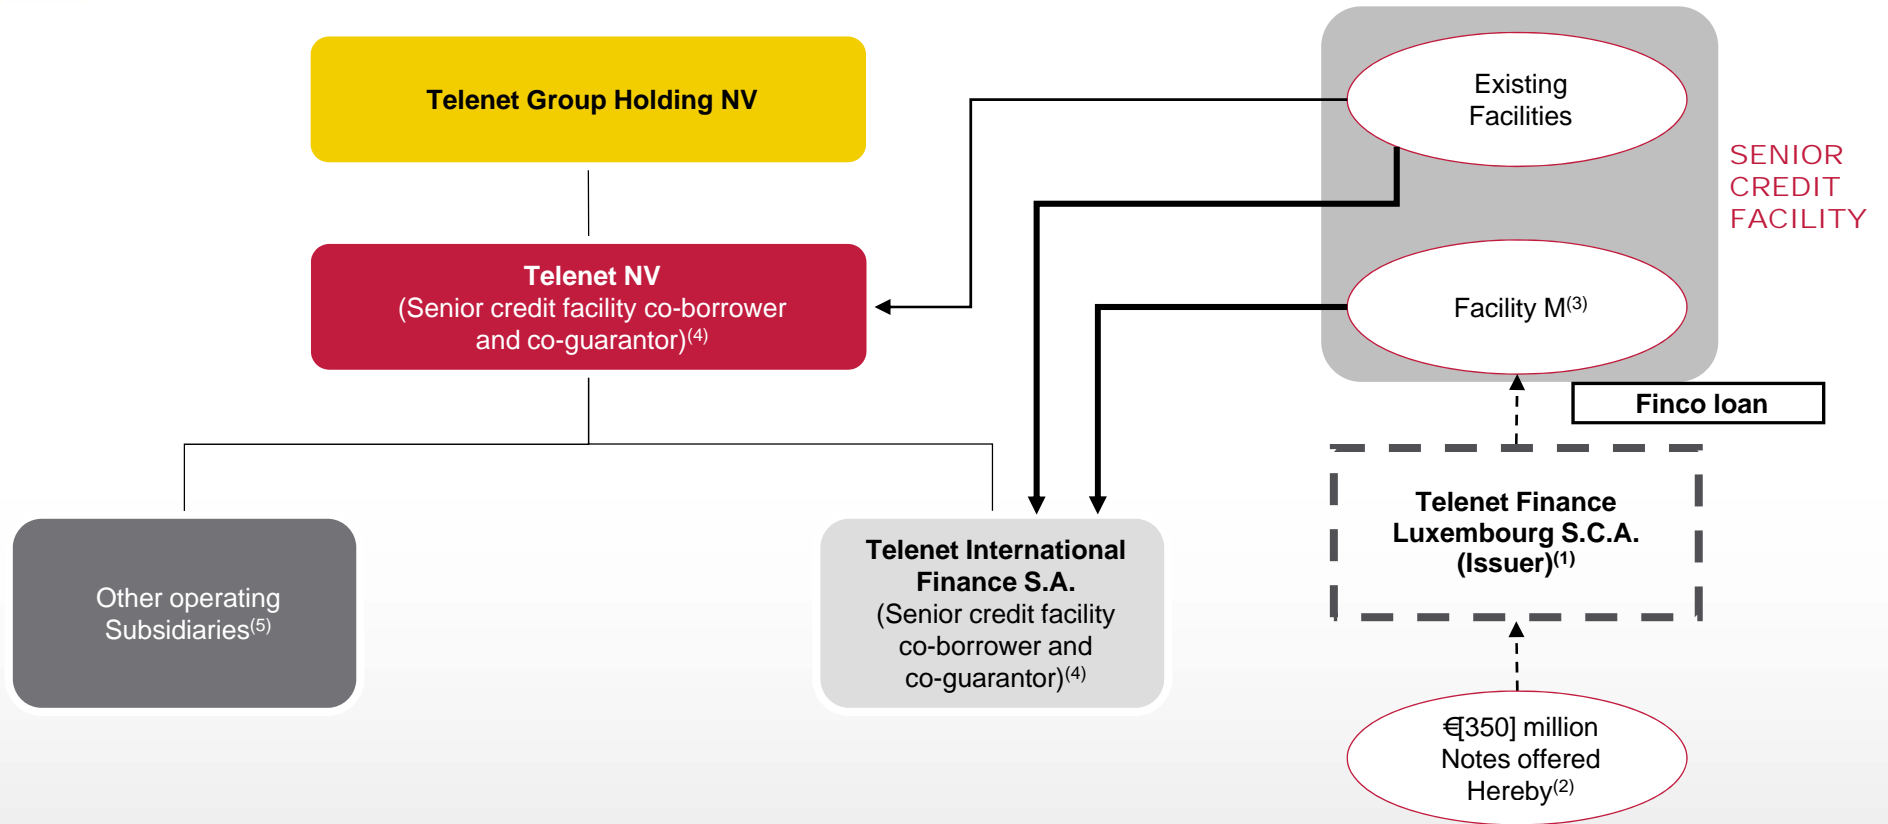 Telenet Group Holding NV
Existing
Facilities
SENIOR
CREDIT
FACILITY
Telenet NV
(Senior credit facility co-borrower
and co-guarantor)(4)
Facility M(3)
Finco loan
Telenet Finance
Luxembourg S.C.A.
(Issuer)(1)
Other operating
Subsidiaries(5)
Telenet International
Finance S.A.
(Senior credit facility
co-borrower and
co-guarantor)(4)
€[350] million
Notes offered
Hereby(2)